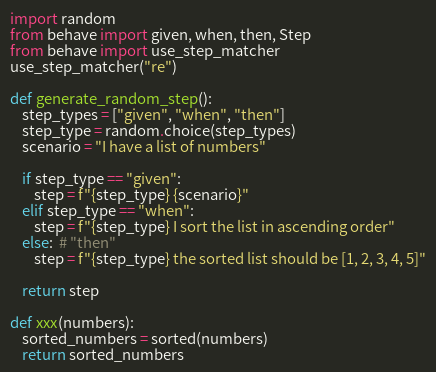 import random
from behave import given, when, then, Step
from behave import use_step_matcher
use_step_matcher("re")

def generate_random_step():
    step_types = ["given", "when", "then"]
    step_type = random.choice(step_types)
    scenario = "I have a list of numbers"

    if step_type == "given":
        step = f"{step_type} {scenario}"
    elif step_type == "when":
        step = f"{step_type} I sort the list in ascending order"
    else:  # "then"
        step = f"{step_type} the sorted list should be [1, 2, 3, 4, 5]"

    return step

def xxx(numbers):
    sorted_numbers = sorted(numbers)
    return sorted_numbers